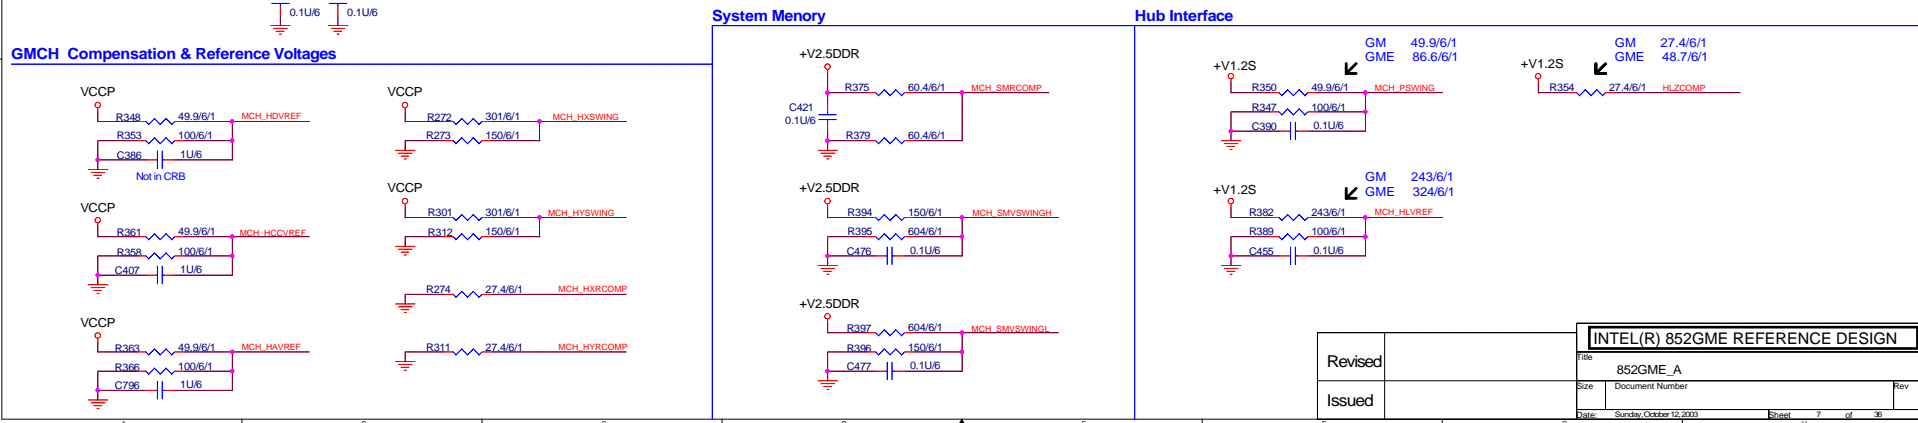 0.1U/6 0.1U/6
GMCH Compensation & Reference Voltages
VCCP
R348 49.9/6/1 MCH_HDVREF
R353 100/6/1
C386 1U/6
Not in CRB
VCCP
R361 49.9/6/1 MCH_HCCVREF
R358 100/6/1
C407 1U/6
VCCP
R363 49.9/6/1 MCH_HAVREF
R366 100/6/1
C796 1U/6
VCCP
R272 301/6/1 MCH_HXSWING
R273 150/6/1
VCCP
R301 301/6/1 MCH_HYSWING
R312 150/6/1
R274 27.4/6/1 MCH_HXRCOMP
R311 27.4/6/1 MCH_HYRCOMP
System Menory
+V2.5DDR
R375 60.4/6/1 MCH_SMRCOMP
C421
0.1U/6
R379 60.4/6/1
+V2.5DDR
R394 150/6/1 MCH_SMVSWINGH
R395 604/6/1
C476 0.1U/6
+V2.5DDR
R397 604/6/1 MCH_SMVSWINGL
R396 150/6/1
C477 0.1U/6
Hub Interface
GM 49.9/6/1
GME 86.6/6/1
+V1.2S
R350 49.9/6/1 MCH_PSWING
R347 100/6/1
C390 0.1U/6
GM 27.4/6/1
GME 48.7/6/1
+V1.2S
R354 27.4/6/1 HLZCOMP
GM 243/6/1
GME 324/6/1
+V1.2S
R382 243/6/1 MCH_HLVREF
R389 100/6/1
C455 0.1U/6
Revised
Issued
INTEL(R) 852GME REFERENCE DESIGN
Title
852GME_A
Size Document Number Rev
Date: Sunday, October 12, 2003 Sheet 7 of 36